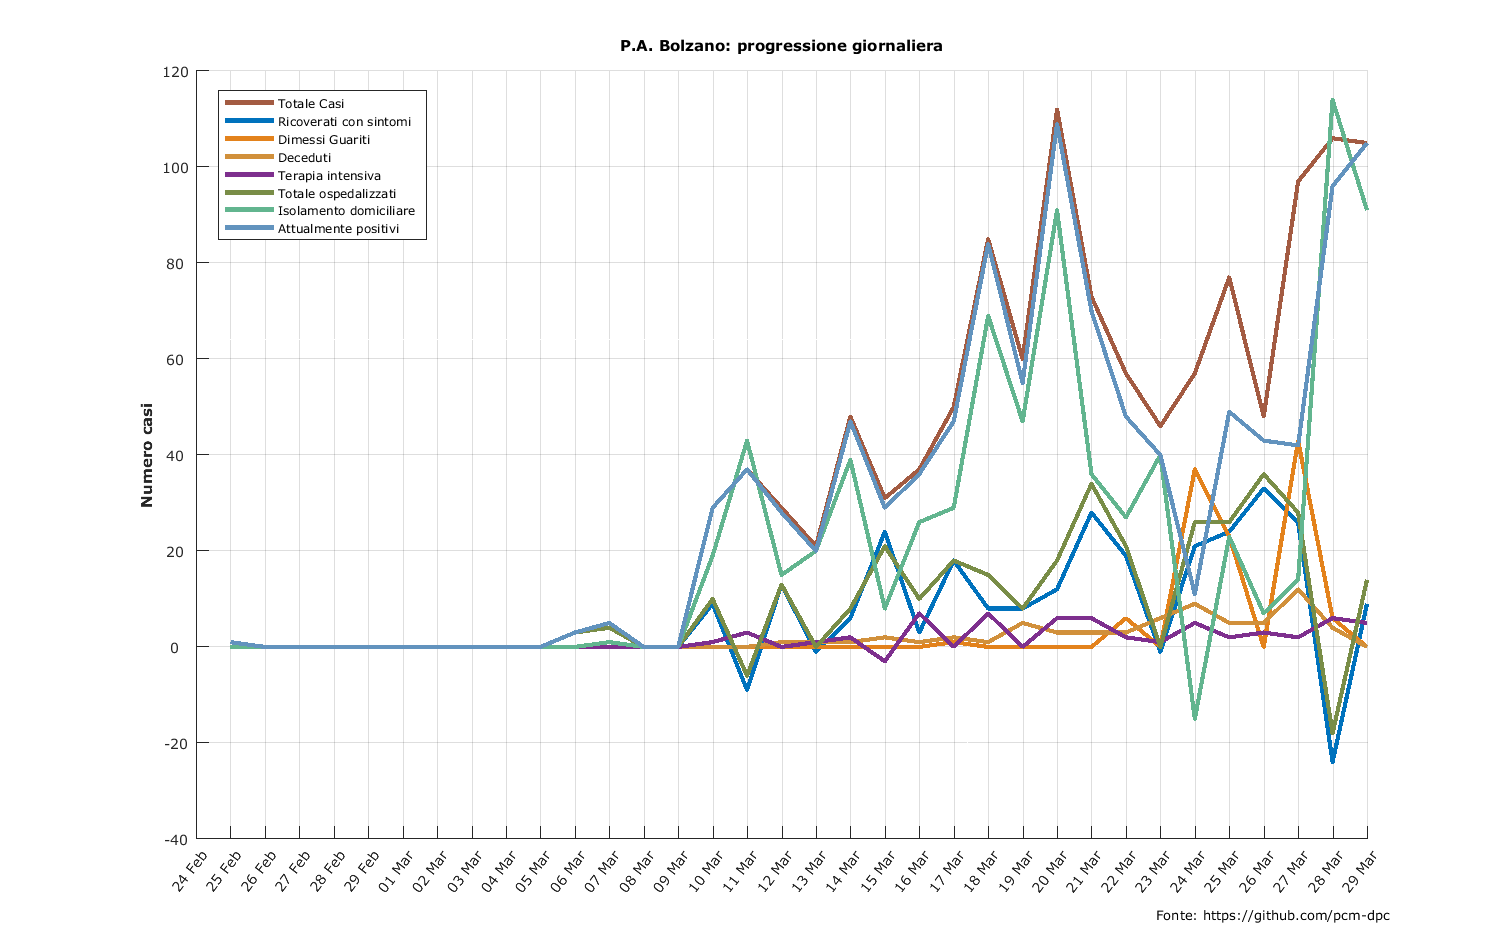 P.A. Bolzano: progressione giornaliera
120
100
80
60
40
20
0
-20
-40
Numero casi
Totale Casi
Ricoverati con sintomi
Dimessi Guariti
Deceduti
Terapia intensiva
Totale ospedalizzati
Isolamento domiciliare
Attualmente positivi
24 Feb
25 Feb
26 Feb
27 Feb
28 Feb
29 Feb
01 Mar
02 Mar
03 Mar
04 Mar
05 Mar
06 Mar
07 Mar
08 Mar
09 Mar
10 Mar
11 Mar
12 Mar
13 Mar
14 Mar
15 Mar
16 Mar
17 Mar
18 Mar
19 Mar
20 Mar
21 Mar
22 Mar
23 Mar
24 Mar
25 Mar
26 Mar
27 Mar
28 Mar
29 Mar
Fonte: https://github.com/pcm-dpc